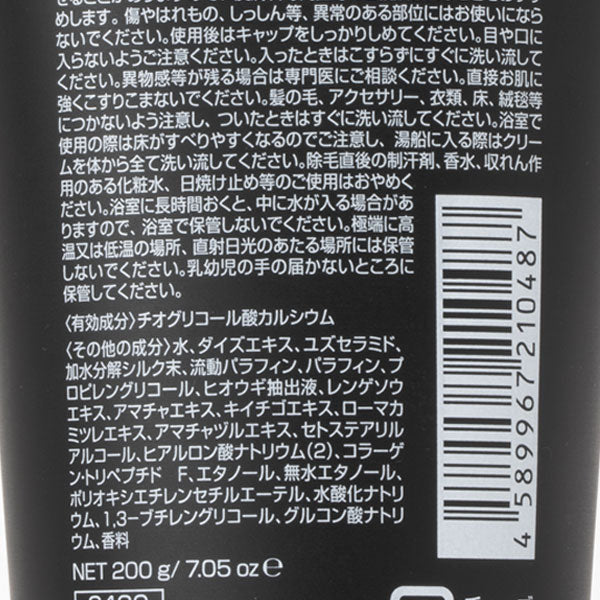 めします。傷やはれもの、しっしん等、異常のある部位にはお使いになら
ないでください。使用後はキャップをしっかりしめてください。目や口に
入らないようご注意ください。入ったときはこすらずにすぐに洗い流して
ください。異物感等が残る場合は専門医にご相談ください。直接お肌に
強くこすりこまないでください。髪の毛、アクセサリー、衣類、床、絨毯等
につかないよう注意し、ついたときはすぐに洗い流してください。浴室で
使用の際は床がすべりやすくなるのでご注意し、湯船に入る際はクリー
ムを体から全て洗い流してください。除毛直後の制汗剤、香水、収れん作
用のある化粧水、日焼け止め等のご使用はおやめく
ださい。浴室に長時間おくと、中に水が入る場合があ
りますので、浴室で保管しないでください。極端に高
温又は低温の場所、直射日光のあたる場所には保管
しないでください。乳幼児の手の届かないところに
保管してください。
〈有効成分〉チオグリコール酸カルシウム
〈その他の成分〉水、ダイズエキス、ユズセラミド、
加水分解シルク末、流動パラフィン、パラフィン、プ
ロピレングリコール、ヒオウギ抽出液、レンゲソウ
エキス、アマチャエキス、キイチゴエキス、ローマカ
ミツレエキス、アマチャヅルエキス、セトステアリル
アルコール、ヒアルロン酸ナトリウム(2)、コラーゲ
ン・トリペプチド F、エタノール、無水エタノール、
ポリオキシエチレンセチルエーテル、水酸化ナトリ
ウム、1,3-ブチレングリコール、グルコン酸ナトリ
ウム、香料
NET 200 g/ 7.05 oz ℮
4 589967 210487